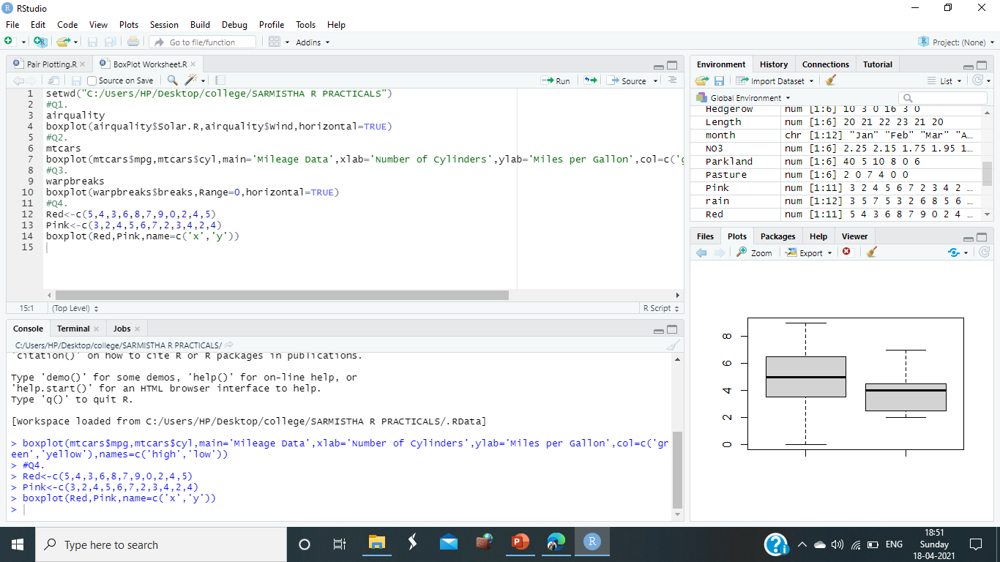 RStudio
File Edit Code View Plots Session Build Debug Profile Tools Help
Go to file/function Addins Project: (None)
Pair Plotting.R BoxPlot Worksheet.R
Source on Save Run Source
1 setwd("C:/Users/HP/Desktop/college/SARMISTHA R PRACTICALS")
2 #Q1.
3 airquality
4 boxplot(airquality$Solar.R,airquality$Wind,horizontal=TRUE)
5 #Q2.
6 mtcars
7 boxplot(mtcars$mpg,mtcars$cyl,main='Mileage Data',xlab='Number of Cylinders',ylab='Miles per Gallon',col=c('g
8 #Q3.
9 warpbreaks
10 boxplot(warpbreaks$breaks,Range=0,horizontal=TRUE)
11 #Q4.
12 Red<-c(5,4,3,6,8,7,9,0,2,4,5)
13 Pink<-c(3,2,4,5,6,7,2,3,4,2,4)
14 boxplot(Red,Pink,name=c('x','y'))
15
15:1 (Top Level) R Script
Console Terminal Jobs
C:/Users/HP/Desktop/college/SARMISTHA R PRACTICALS/
'citation()' on how to cite R or R packages in publications.
Type 'demo()' for some demos, 'help()' for on-line help, or
'help.start()' for an HTML browser interface to help.
Type 'q()' to quit R.
[Workspace loaded from C:/Users/HP/Desktop/college/SARMISTHA R PRACTICALS/.RData]
> boxplot(mtcars$mpg,mtcars$cyl,main='Mileage Data',xlab='Number of Cylinders',ylab='Miles per Gallon',col=c('gr
een','yellow'),names=c('high','low'))
> #Q4.
> Red<-c(5,4,3,6,8,7,9,0,2,4,5)
> Pink<-c(3,2,4,5,6,7,2,3,4,2,4)
> boxplot(Red,Pink,name=c('x','y'))
>
Environment History Connections Tutorial
Import Dataset List
Global Environment
Hedgerow num [1:6] 10 3 0 16 3 0
Length num [1:6] 20 21 22 23 21 20
month chr [1:12] "Jan" "Feb" "Mar" "A…
NO3 num [1:6] 2.25 2.15 1.75 1.95 1…
Parkland num [1:6] 40 5 10 8 0 6
Pasture num [1:6] 2 0 7 4 0 0
Pink num [1:11] 3 2 4 5 6 7 2 3 4 2 …
rain num [1:12] 3 5 7 5 3 2 6 8 5 6 …
Red num [1:11] 5 4 3 6 8 7 9 0 2 4 …
Files Plots Packages Help Viewer
Zoom Export
8
6
4
2
0
Type here to search
ENG
18:51
Sunday
18-04-2021